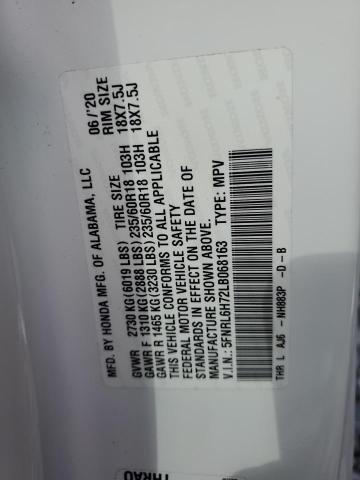 MFG. BY HONDA MFG. OF ALABAMA, LLC 06/'20
TIRE SIZE RIM SIZE
GVWR 2730 KG(6019 LBS)
GAWR F 1310 KG(2888 LBS) 235/60R18 103H 18X7.5J
GAWR R 1465 KG(3230 LBS) 235/60R18 103H 18X7.5J
THIS VEHICLE CONFORMS TO ALL APPLICABLE
FEDERAL MOTOR VEHICLE SAFETY
STANDARDS IN EFFECT ON THE DATE OF
MANUFACTURE SHOWN ABOVE.
V.I.N: 5FNRL6H72LB068163 TYPE: MPV
THR L AJ6 - NH883P -D -B
THRA0